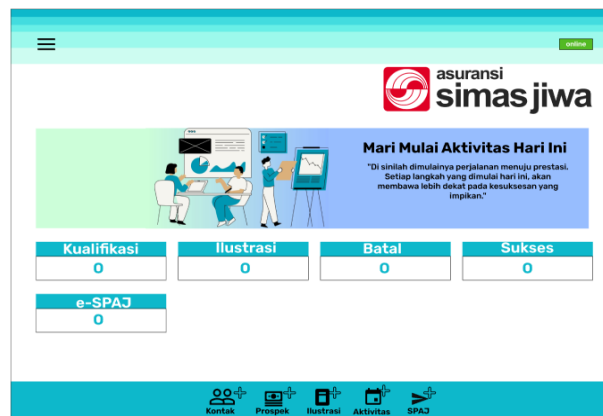 online
asuransi
simas jiwa
Mari Mulai Aktivitas Hari Ini
"Di sinilah dimulainya perjalanan menuju prestasi.
Setiap langkah yang dimulai hari ini, akan
membawa lebih dekat pada kesuksesan yang
impikan."
Kualifikasi
0
Ilustrasi
0
Batal
0
Sukses
0
e-SPAJ
0
Kontak
Prospek
Ilustrasi
Aktivitas
SPAJ